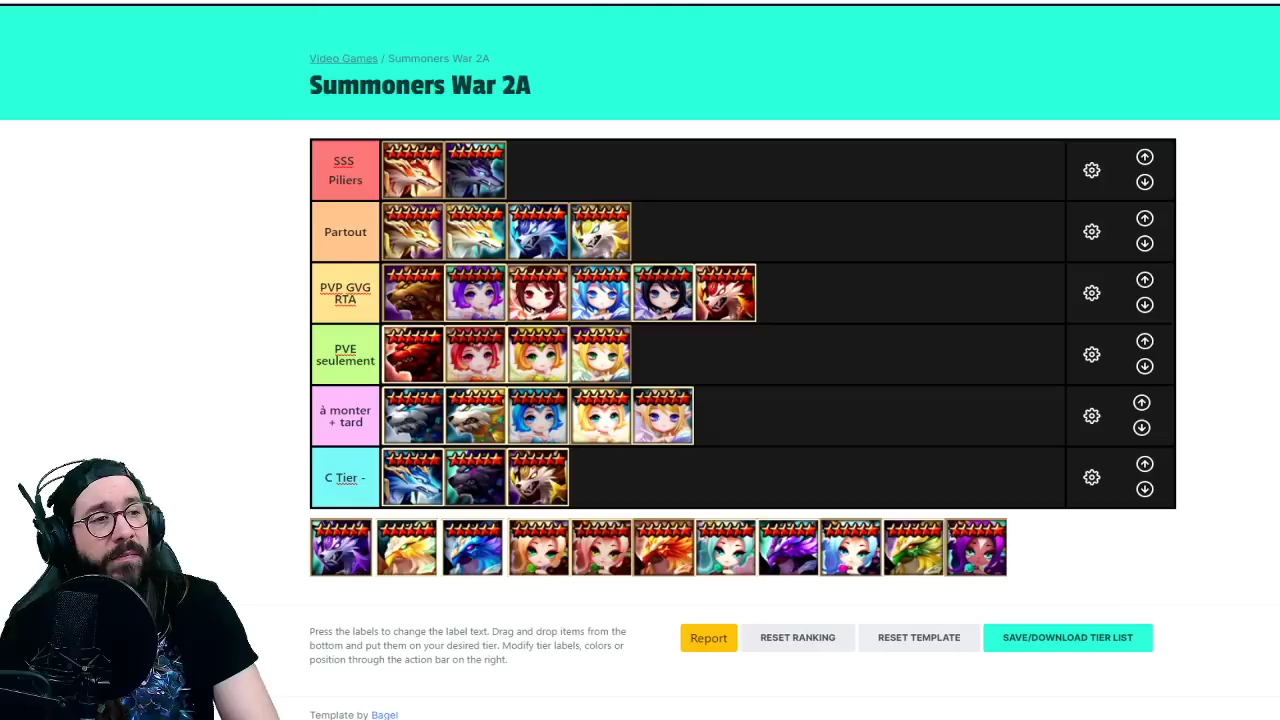 Video Games / Summoners War 2A
Summoners War 2A
SSS
Piliers
Partout
PVP GVG
RTA
PVE
seulement
à monter
+ tard
C Tier -
Press the labels to change the label text. Drag and drop items from the
bottom and put them on your desired tier. Modify tier labels, colors or
position through the action bar on the right.
Report
RESET RANKING
RESET TEMPLATE
SAVE/DOWNLOAD TIER LIST
Template by Bagel